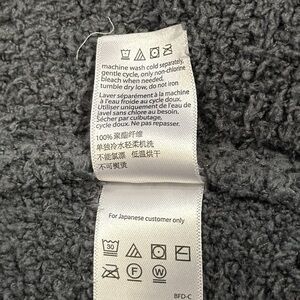 machine wash cold separately,
gentle cycle, only non-chlorine
bleach when needed,
tumble dry low, do not iron.
Laver séparément à la machine
à l'eau froide au cycle doux.
Utiliser uniquement de l'eau de
javel sans chlore au besoin.
Sécher par culbutage,
cycle doux. Ne pas repasser.
100% 聚酯纤维
单独冷水轻柔机洗
不能氯漂 低温烘干
不可熨烫
For Japanese customer only
30
W
BFD-C